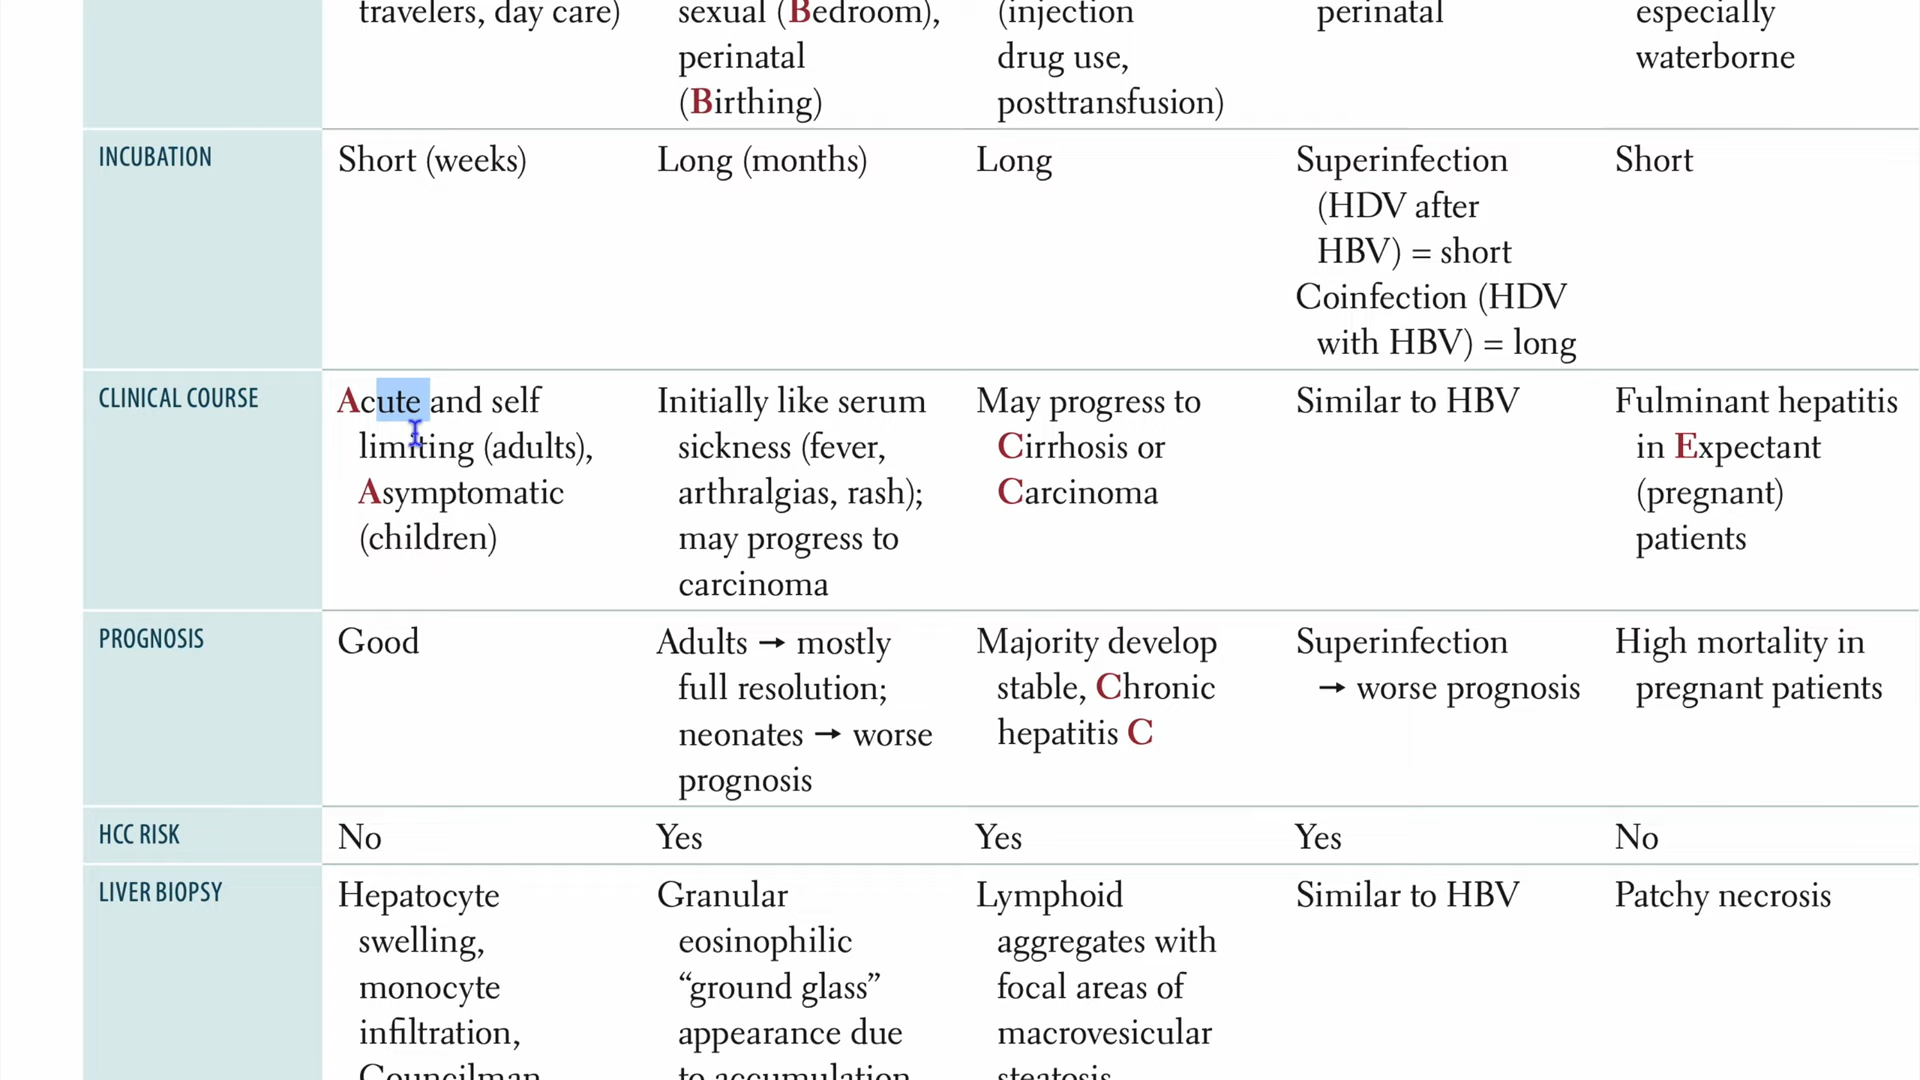 travelers, day care)
sexual (Bedroom),
perinatal
(Birthing)
(injection
drug use,
posttransfusion)
perinatal
especially
waterborne
INCUBATION
Short (weeks)
Long (months)
Long
Superinfection
(HDV after
HBV) = short
Coinfection (HDV
with HBV) = long
Short
CLINICAL COURSE
Acute and self
limiting (adults),
Asymptomatic
(children)
Initially like serum
sickness (fever,
arthralgias, rash);
may progress to
carcinoma
May progress to
Cirrhosis or
Carcinoma
Similar to HBV
Fulminant hepatitis
in Expectant
(pregnant)
patients
PROGNOSIS
Good
Adults → mostly
full resolution;
neonates → worse
prognosis
Majority develop
stable, Chronic
hepatitis C
Superinfection
→ worse prognosis
High mortality in
pregnant patients
HCC RISK
No
Yes
Yes
Yes
No
LIVER BIOPSY
Hepatocyte
swelling,
monocyte
infiltration,
Councilman
Granular
eosinophilic
“ground glass”
appearance due
to accumulation
Lymphoid
aggregates with
focal areas of
macrovesicular
steatosis
Similar to HBV
Patchy necrosis